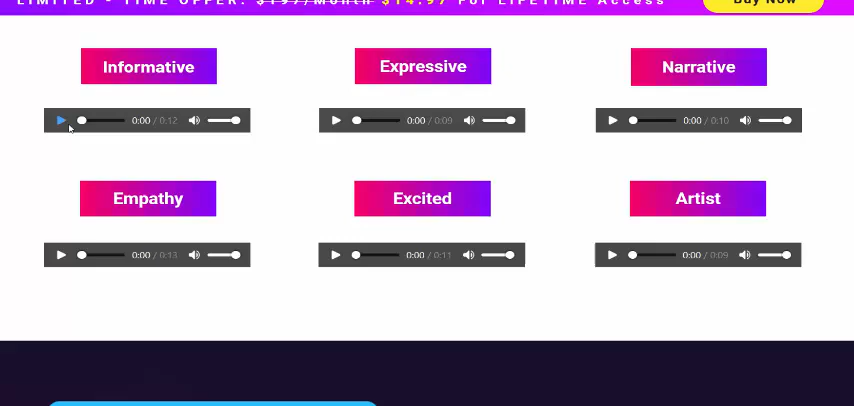 LIMITED - TIME OFFER: $197/Month $14.97 For LIFETIME Access Buy Now
Informative Expressive Narrative
0:00 / 0:12 0:00 / 0:09 0:00 / 0:10
Empathy Excited Artist
0:00 / 0:13 0:00 / 0:11 0:00 / 0:09